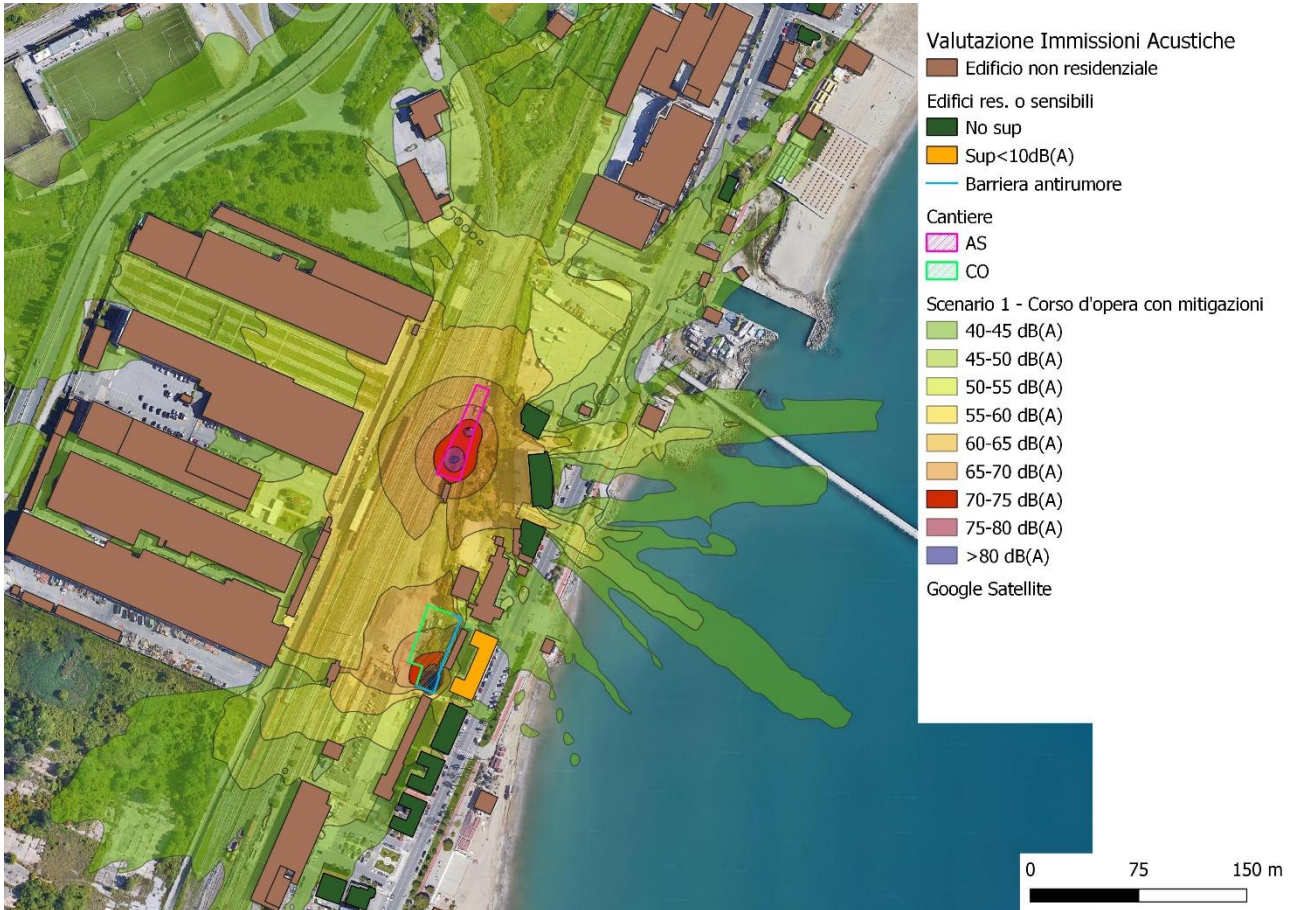 Valutazione Immissioni Acustiche
Edificio non residenziale
Edifici res. o sensibili
No sup
Sup<10dB(A)
Barriera antirumore
Cantiere
AS
CO
Scenario 1 - Corso d'opera con mitigazioni
40-45 dB(A)
45-50 dB(A)
50-55 dB(A)
55-60 dB(A)
60-65 dB(A)
65-70 dB(A)
70-75 dB(A)
75-80 dB(A)
>80 dB(A)
Google Satellite
0 75 150 m